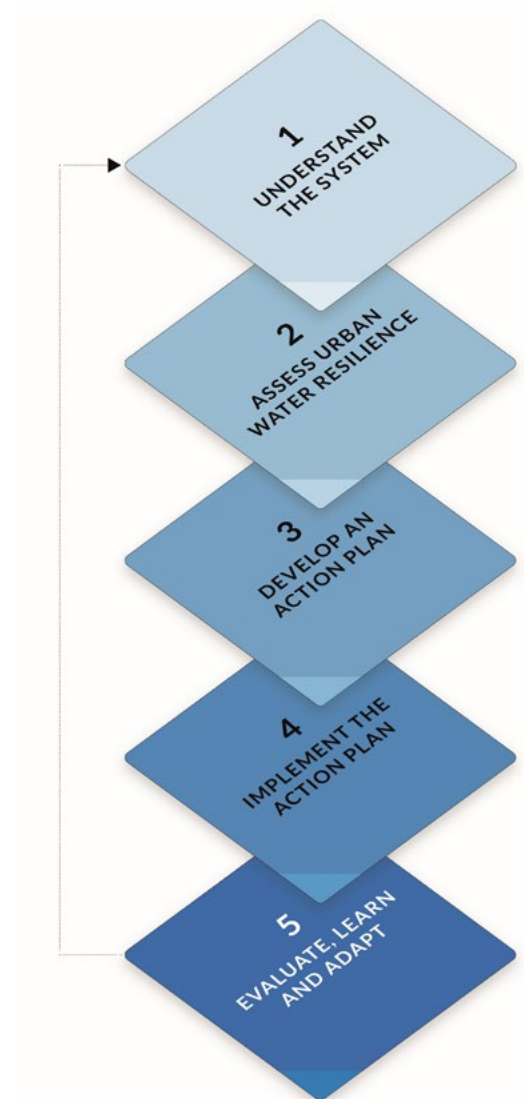 1
UNDERSTAND
THE SYSTEM
2
ASSESS URBAN
WATER RESILIENCE
3
DEVELOP AN
ACTION PLAN
4
IMPLEMENT THE
ACTION PLAN
5
EVALUATE, LEARN
AND ADAPT